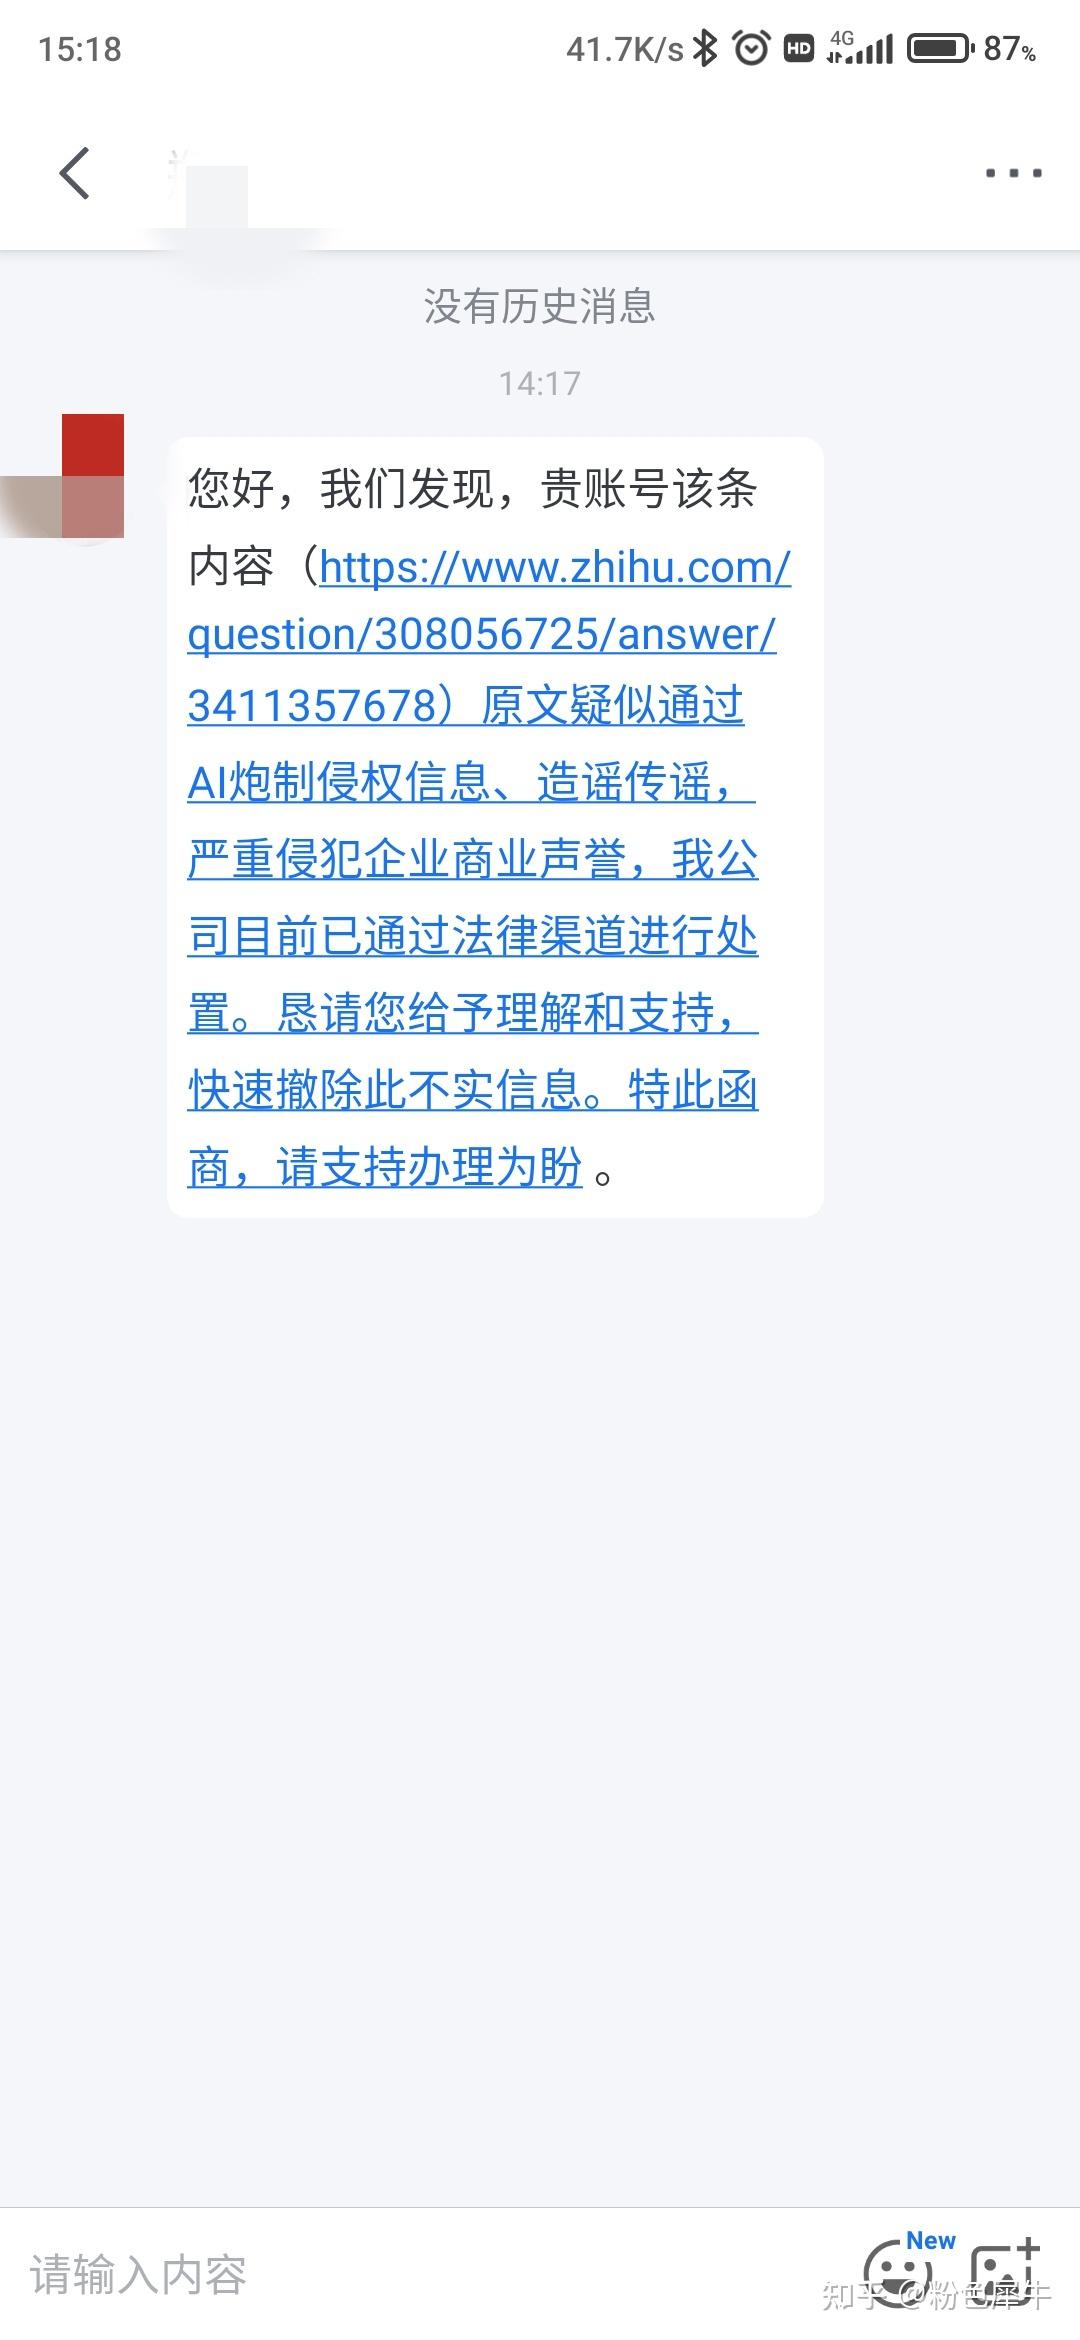 15:18
41.7K/s HD 4G 87%
没有历史消息
14:17
您好，我们发现，贵账号该条
内容（https://www.zhihu.com/
question/308056725/answer/
3411357678）原文疑似通过
AI炮制侵权信息、造谣传谣，
严重侵犯企业商业声誉，我公
司目前已通过法律渠道进行处
置。恳请您给予理解和支持，
快速撤除此不实信息。特此函
商，请支持办理为盼 。
New
请输入内容
知乎 @粉色犀牛